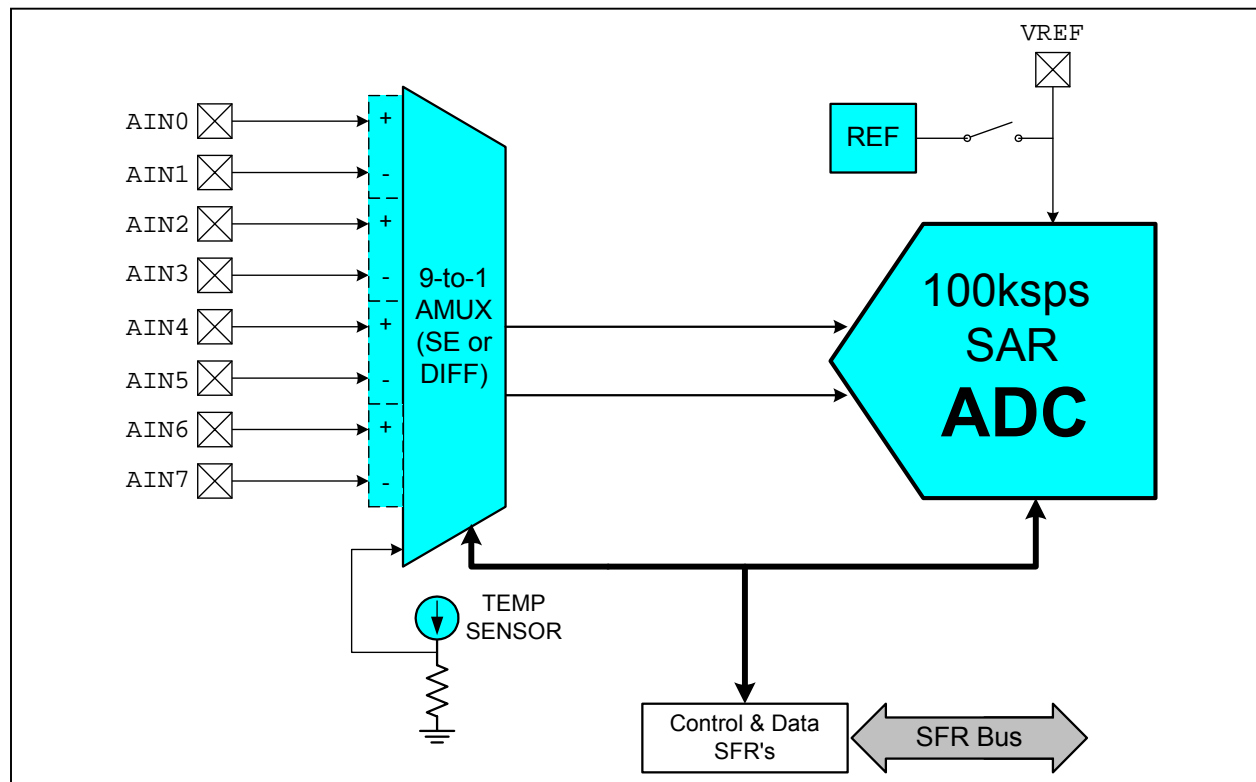 VREF
AIN0
+
REF
AIN1
-
AIN2
+
AIN3
-
AIN4
+
AIN5
-
AIN6
+
AIN7
-
9-to-1
AMUX
(SE or
DIFF)
100ksps
SAR
ADC
TEMP
SENSOR
Control & Data
SFR's
SFR Bus